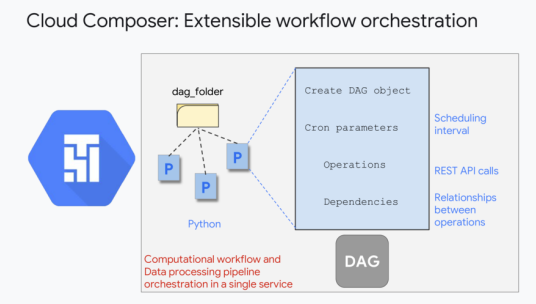 Cloud Composer: Extensible workflow orchestration
dag_folder
P
P
P
Python
Create DAG object
Cron parameters
Operations
Dependencies
Scheduling
interval
REST API calls
Relationships
between
operations
Computational workflow and
Data processing pipeline
orchestration in a single service
DAG